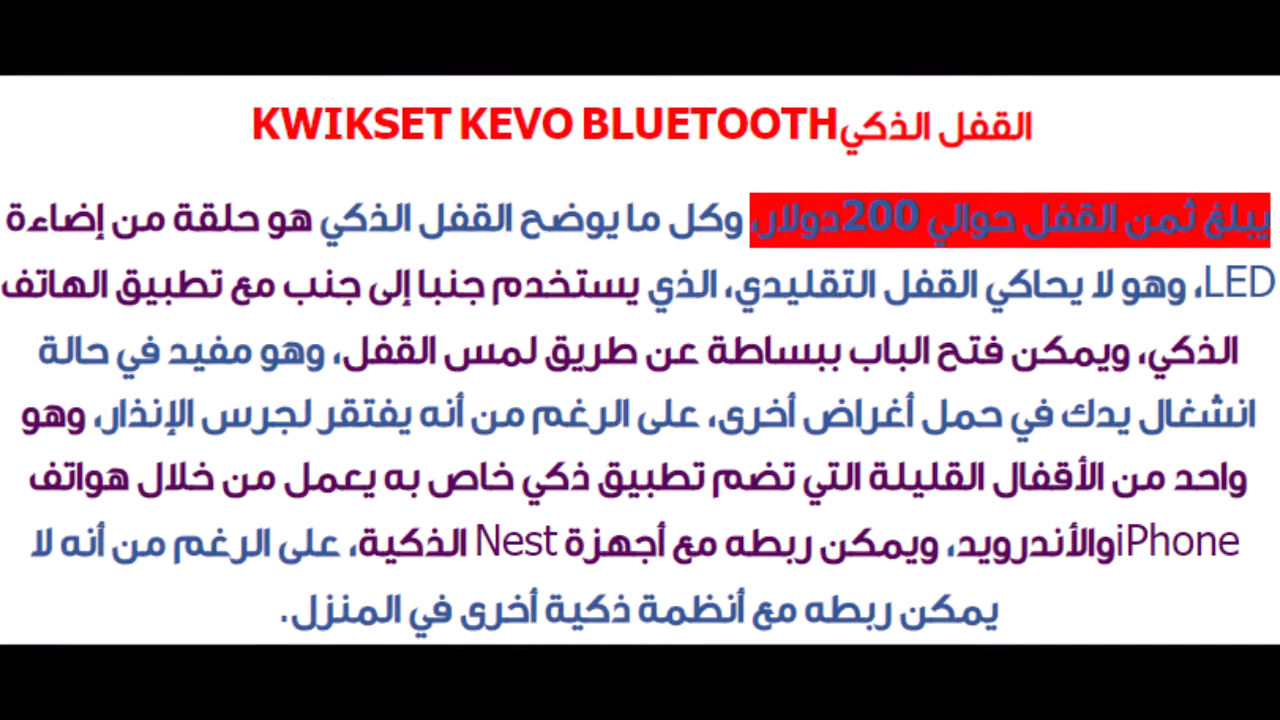 القفل الذكيKWIKSET KEVO BLUETOOTH
يبلغ ثمن القفل حوالي 200دولار، وكل ما يوضح القفل الذكي هو حلقة من إضاءة
LED، وهو لا يحاكي القفل التقليدي، الذي يستخدم جنبا إلى جنب مع تطبيق الهاتف
الذكي، ويمكن فتح الباب ببساطة عن طريق لمس القفل، وهو مفيد في حالة
انشغال يدك في حمل أغراض أخرى، على الرغم من أنه يفتقر لجرس الإنذار، وهو
واحد من الأقفال القليلة التي تضم تطبيق ذكي خاص به يعمل من خلال هواتف
iPhoneوالأندرويد، ويمكن ربطه مع أجهزة Nest الذكية، على الرغم من أنه لا
يمكن ربطه مع أنظمة ذكية أخرى في المنزل.